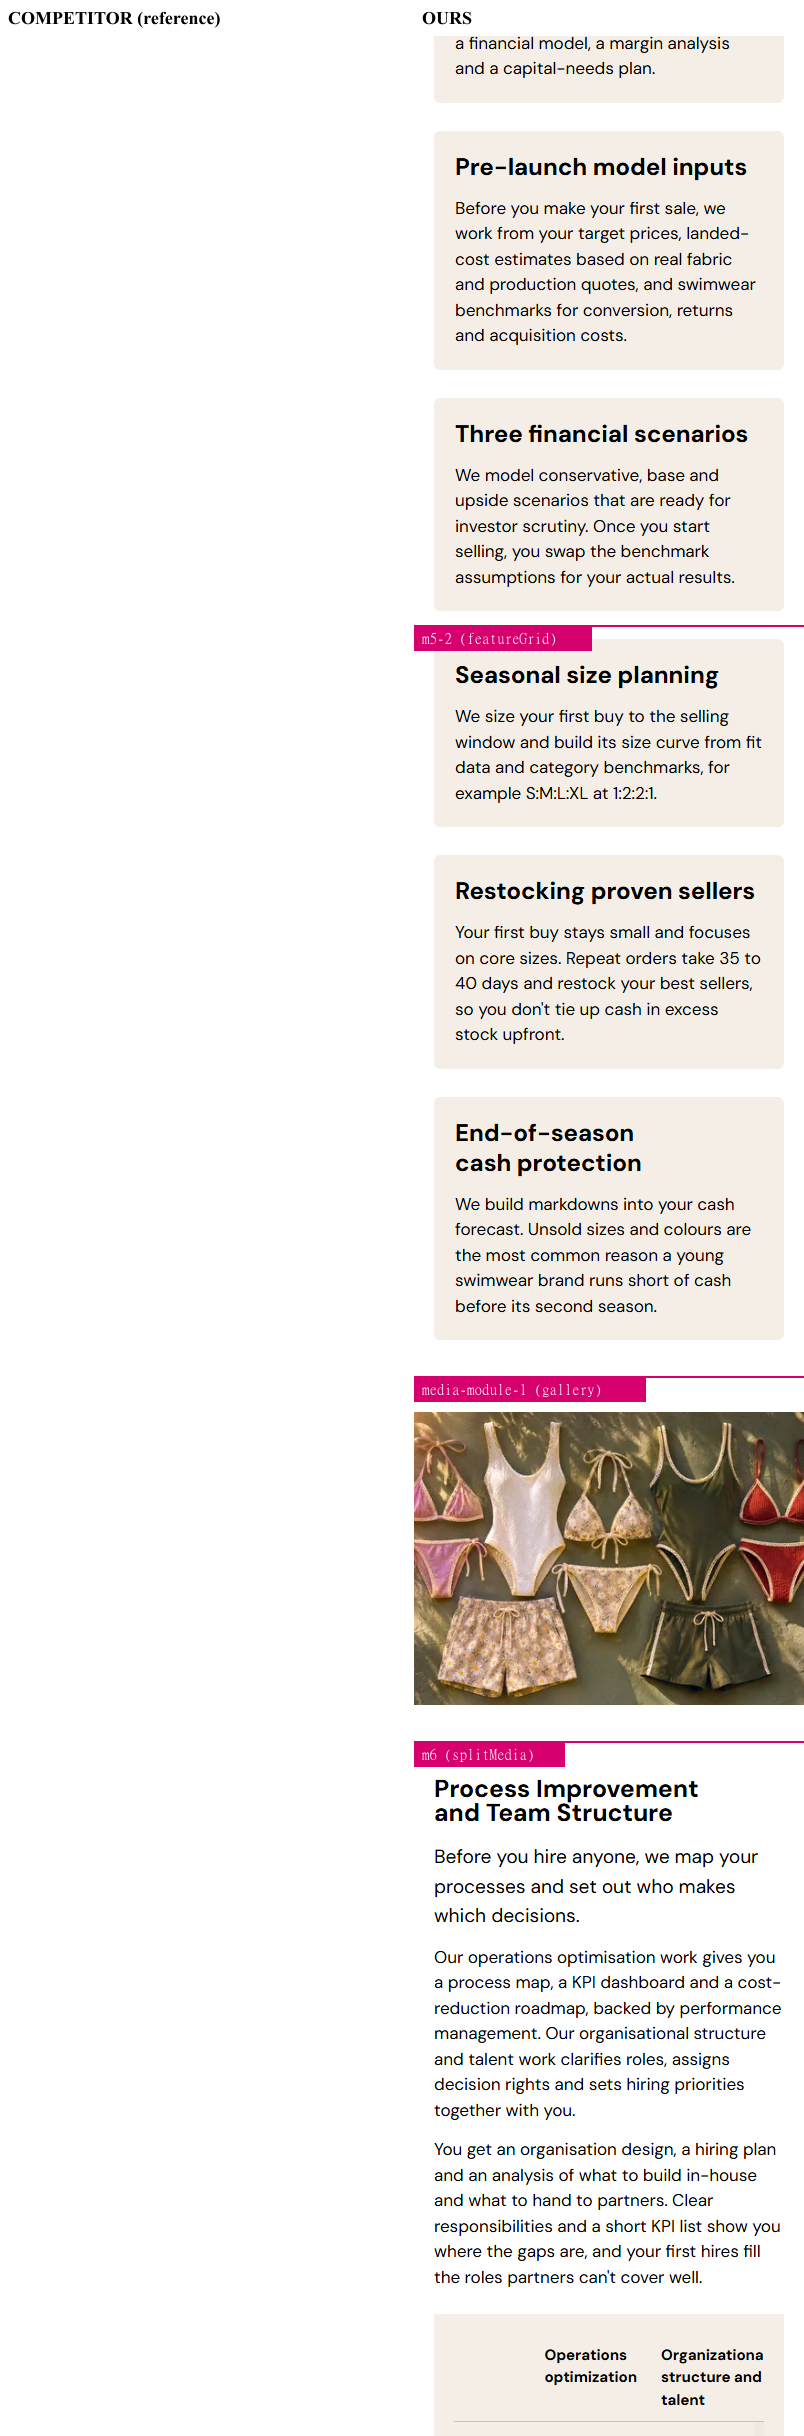 COMPETITOR (reference)
OURS
a financial model, a margin analysis
and a capital-needs plan.
Pre-launch model inputs
Before you make your first sale, we
work from your target prices, landed-
cost estimates based on real fabric
and production quotes, and swimwear
benchmarks for conversion, returns
and acquisition costs.
Three financial scenarios
We model conservative, base and
upside scenarios that are ready for
investor scrutiny. Once you start
selling, you swap the benchmark
assumptions for your actual results.
m5-2 (featureGrid)
Seasonal size planning
We size your first buy to the selling
window and build its size curve from fit
data and category benchmarks, for
example S:M:L:XL at 1:2:2:1.
Restocking proven sellers
Your first buy stays small and focuses
on core sizes. Repeat orders take 35 to
40 days and restock your best sellers,
so you don't tie up cash in excess
stock upfront.
End-of-season
cash protection
We build markdowns into your cash
forecast. Unsold sizes and colours are
the most common reason a young
swimwear brand runs short of cash
before its second season.
media-module-1 (gallery)
m6 (splitMedia)
Process Improvement
and Team Structure
Before you hire anyone, we map your
processes and set out who makes
which decisions.
Our operations optimisation work gives you
a process map, a KPI dashboard and a cost-
reduction roadmap, backed by performance
management. Our organisational structure
and talent work clarifies roles, assigns
decision rights and sets hiring priorities
together with you.
You get an organisation design, a hiring plan
and an analysis of what to build in-house
and what to hand to partners. Clear
responsibilities and a short KPI list show you
where the gaps are, and your first hires fill
the roles partners can't cover well.
Operations
optimization
Organizationa
structure and
talent